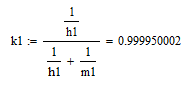 k1 := (1/h1) / (1/h1 + 1/m1) = 0.999950002